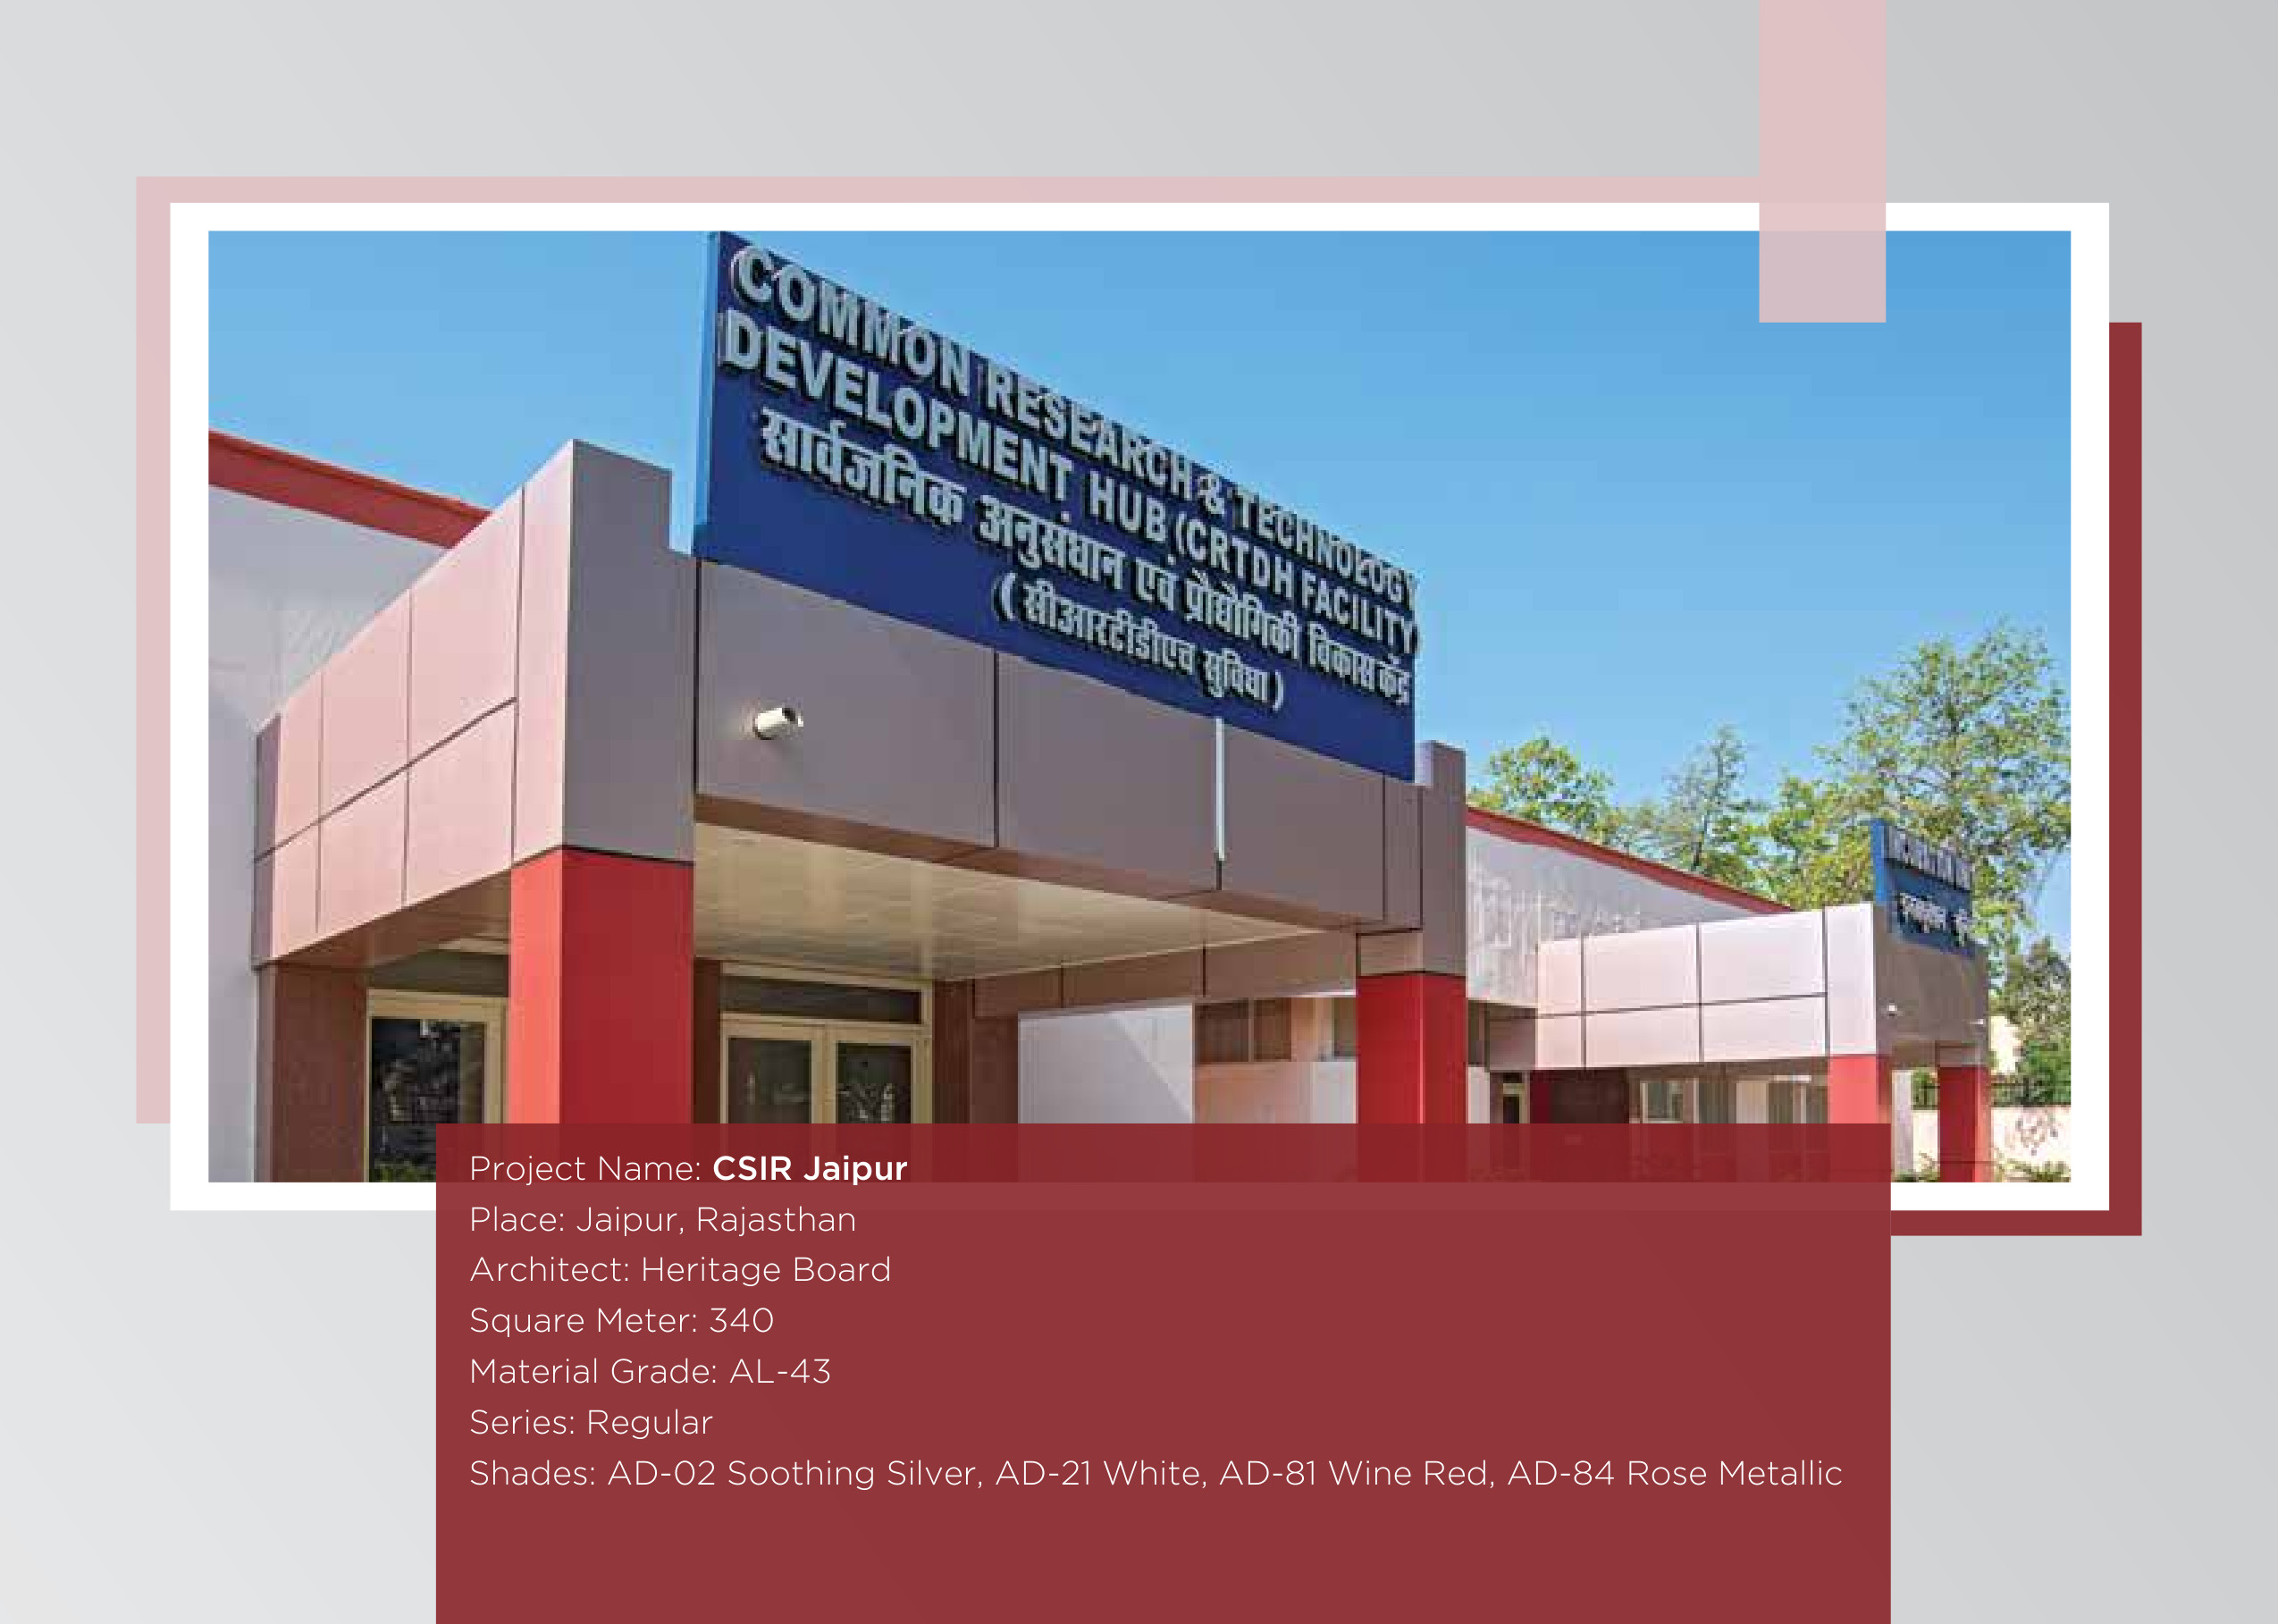 COMMON RESEARCH & TECHNOLOGY
DEVELOPMENT HUB (CRTDH FACILITY)
सार्वजनिक अनुसंधान एवं प्रौद्योगिकी विकास केंद्र
( सीआरटीडीएच सुविधा )
Project Name: CSIR Jaipur
Place: Jaipur, Rajasthan
Architect: Heritage Board
Square Meter: 340
Material Grade: AL-43
Series: Regular
Shades: AD-02 Soothing Silver, AD-21 White, AD-81 Wine Red, AD-84 Rose Metallic